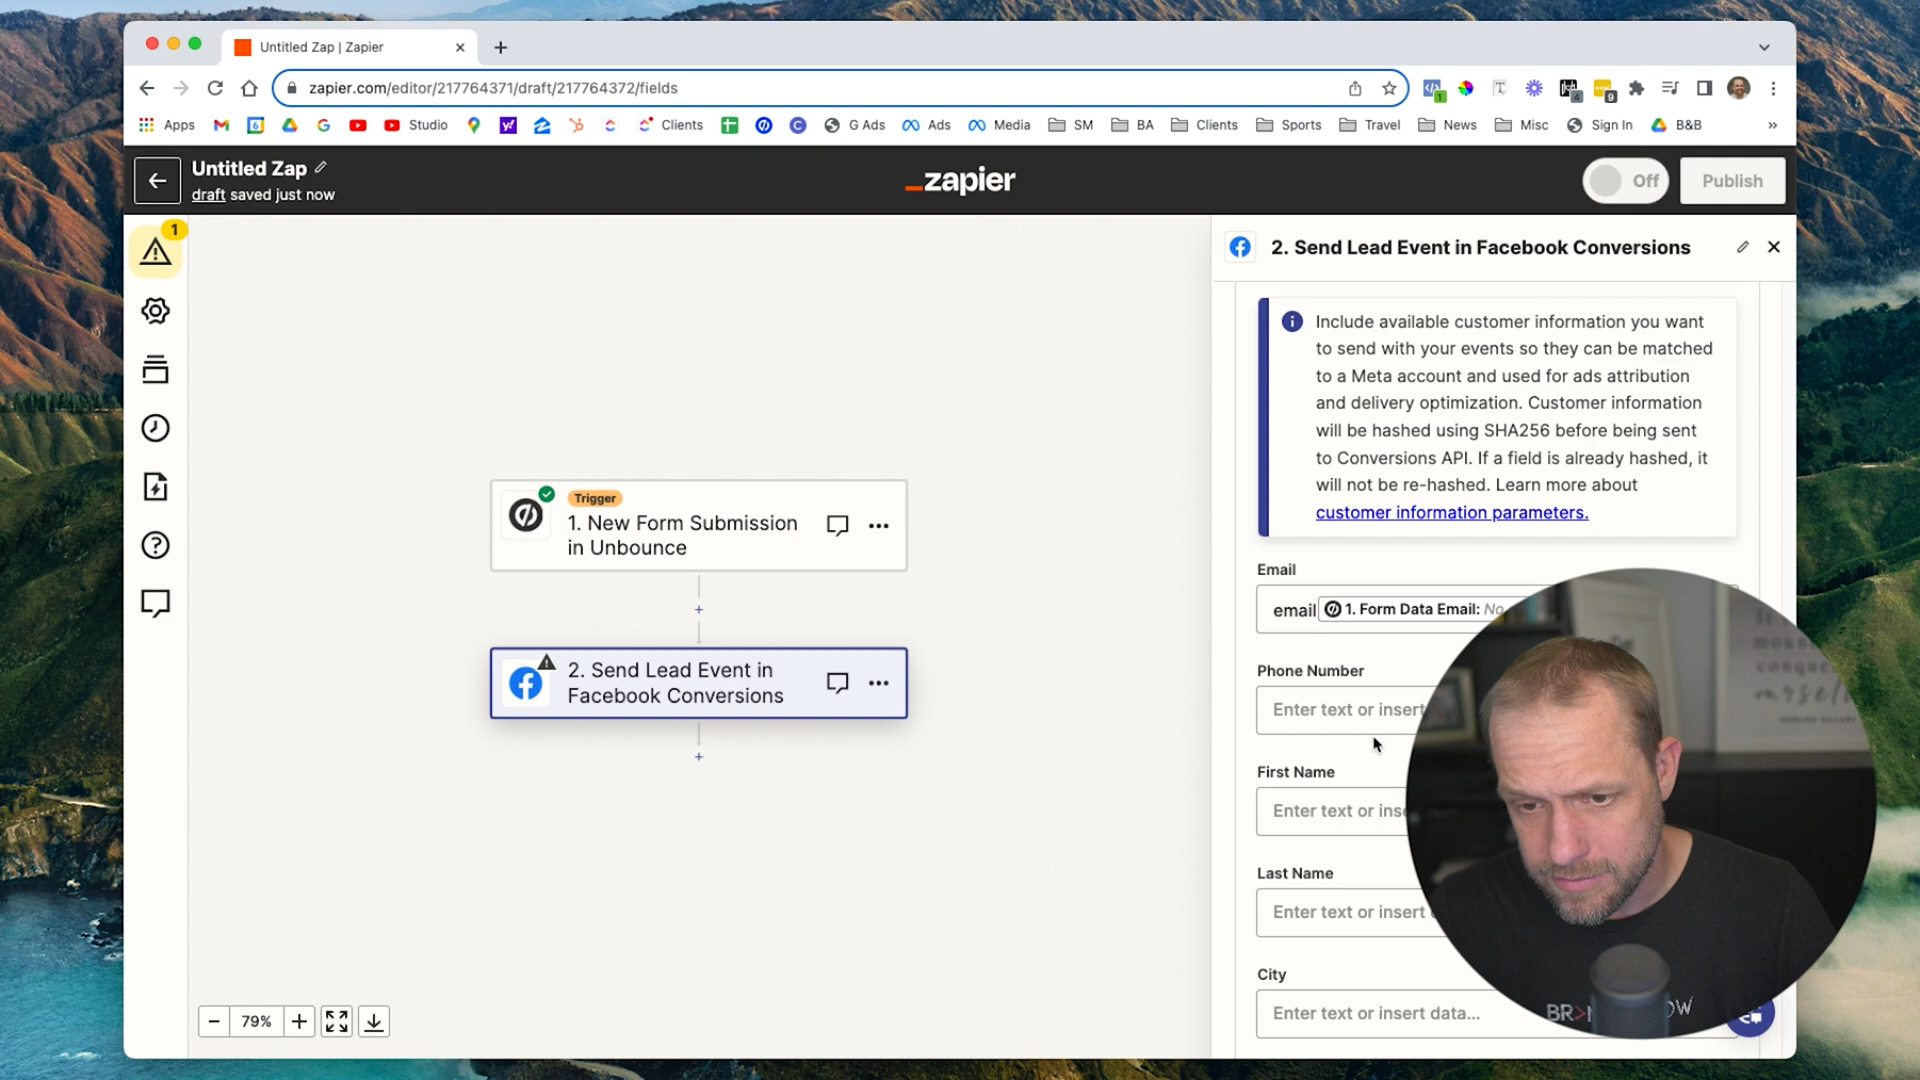 Untitled Zap | Zapier
zapier.com/editor/217764371/draft/217764372/fields
1
4
9
Apps
6
Studio
Clients
G Ads
Ads
Media
SM
BA
Clients
Sports
Travel
News
Misc
Sign In
B&B
»
Untitled Zap
draft saved just now
_zapier
Off
Publish
1
2. Send Lead Event in Facebook Conversions
Include available customer information you want
to send with your events so they can be matched
to a Meta account and used for ads attribution
and delivery optimization. Customer information
will be hashed using SHA256 before being sent
to Conversions API. If a field is already hashed, it
will not be re-hashed. Learn more about
customer information parameters.
Trigger
1. New Form Submission
in Unbounce
2. Send Lead Event in
Facebook Conversions
Email
email 1. Form Data Email: No
Phone Number
Enter text or insert
First Name
Enter text or inse
Last Name
Enter text or insert
City
Enter text or insert data...
79%